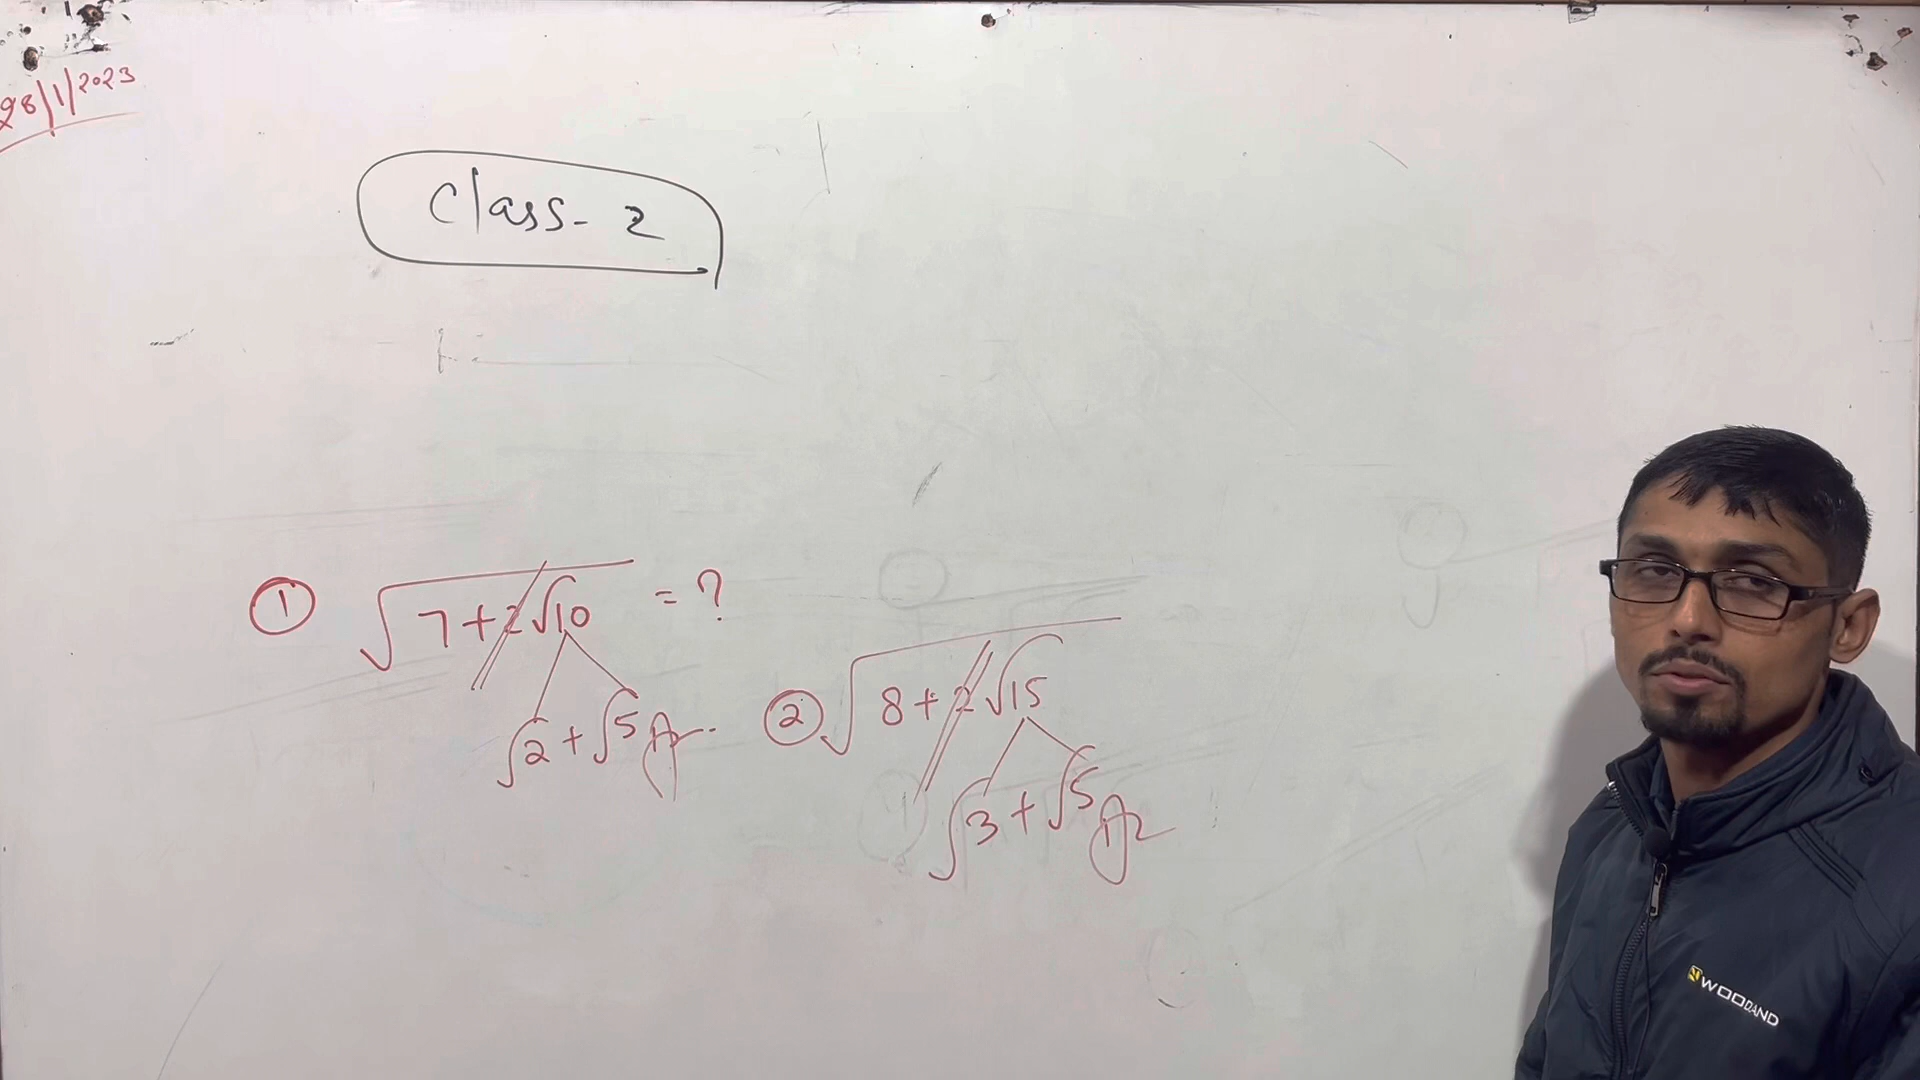 28/1/2023
Class-2
① √7+2√10 = ?
√2+√5
② √8+2√15
√3+√5
WOODLAND